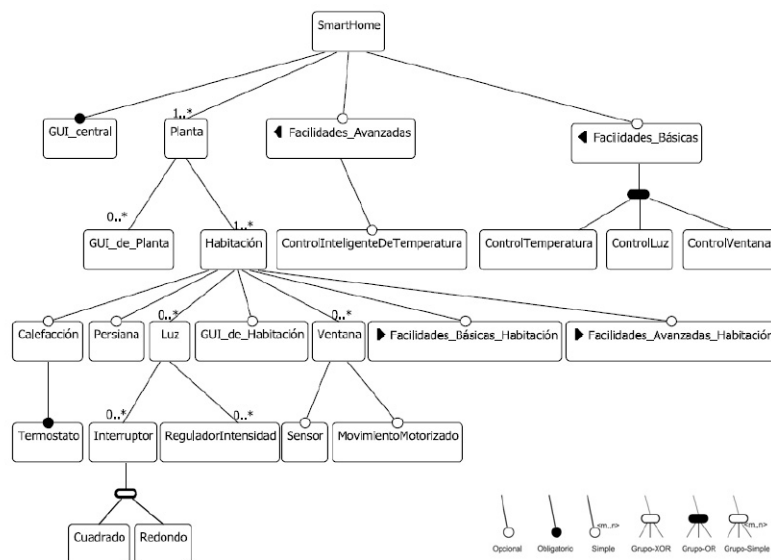 SmartHome
GUI_central
1..*
Planta
Facilidades_Avanzadas
Facilidades_Básicas
0..*
GUI_de_Planta
1..*
Habitación
ControlInteligenteDeTemperatura
ControlTemperatura
ControlLuz
ControlVentana
Calefacción
Persiana
0..*
Luz
GUI_de_Habitación
0..*
Ventana
Facilidades_Básicas_Habitación
Facilidades_Avanzadas_Habitación
Termostato
0..*
Interruptor
0..*
ReguladorIntensidad
Sensor
MovimientoMotorizado
Cuadrado
Redondo
<m..n>
<m..n>
Opcional
Obligatorio
Simple
Grupo-XOR
Grupo-OR
Grupo-Simple